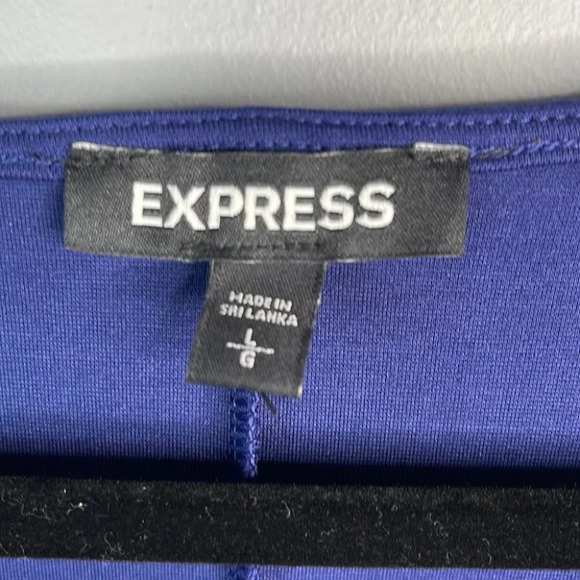 EXPRESS
MADE IN
SRI LANKA
L
G